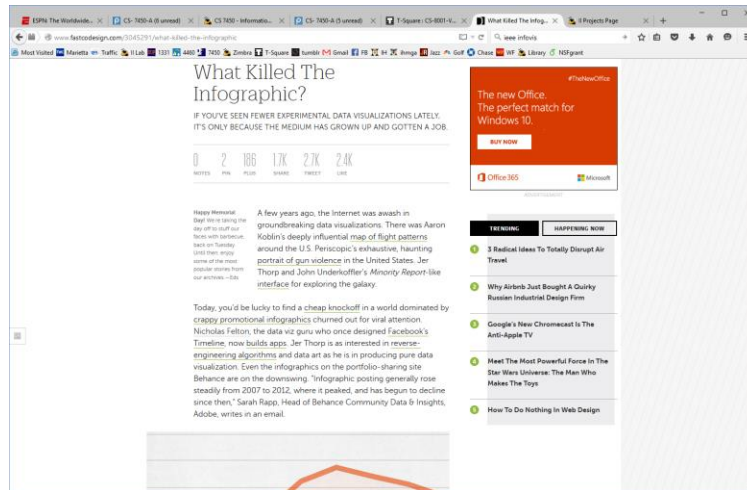 ESPN: The Worldwide...
CS- 7450-A (0 unread)
CS 7450 - Informatio...
CS- 7450-A (5 unread)
T-Square : CS-6001-V...
What Killed The Infog...
II Projects Page
www.fastcodesign.com/3045291/what-killed-the-infographic
ieee infovis
Most Visited
Marietta
Traffic
II Lab
1331
4460
7450
Zimbra
T-Square
tumblr
Gmail
FB
IH
ihmga
Jazz
Golf
Chase
WF
Library
NSFgrant
What Killed The
Infographic?
IF YOU'VE SEEN FEWER EXPERIMENTAL DATA VISUALIZATIONS LATELY,
IT'S ONLY BECAUSE THE MEDIUM HAS GROWN UP AND GOTTEN A JOB.
0 2 186 1.7K 2.7K 2.4K
NOTES PIN PLUS SHARE TWEET LIKE
Happy Memorial
Day! We're taking the
day off to stuff our
faces with barbecue,
back on Tuesday.
Until then, enjoy
some of the most
popular stories from
our archives. —Eds
A few years ago, the Internet was awash in
groundbreaking data visualizations. There was Aaron
Koblin's deeply influential map of flight patterns
around the U.S. Periscopic's exhaustive, haunting
portrait of gun violence in the United States. Jer
Thorp and John Underkoffler's Minority Report-like
interface for exploring the galaxy.
Today, you'd be lucky to find a cheap knockoff in a world dominated by
crappy promotional infographics churned out for viral attention.
Nicholas Felton, the data viz guru who once designed Facebook's
Timeline, now builds apps. Jer Thorp is as interested in reverse-
engineering algorithms and data art as he is in producing pure data
visualization. Even the infographics on the portfolio-sharing site
Behance are on the downswing. "Infographic posting generally rose
steadily from 2007 to 2012, where it peaked, and has begun to decline
since then," Sarah Rapp, Head of Behance Community Data & Insights,
Adobe, writes in an email.
#TheNewOffice
The new Office.
The perfect match for
Windows 10.
BUY NOW
Office 365
Microsoft
ADVERTISEMENT
TRENDING
HAPPENING NOW
1 3 Radical Ideas To Totally Disrupt Air
Travel
2 Why Airbnb Just Bought A Quirky
Russian Industrial Design Firm
3 Google's New Chromecast Is The
Anti-Apple TV
4 Meet The Most Powerful Force In The
Star Wars Universe: The Man Who
Makes The Toys
5 How To Do Nothing In Web Design